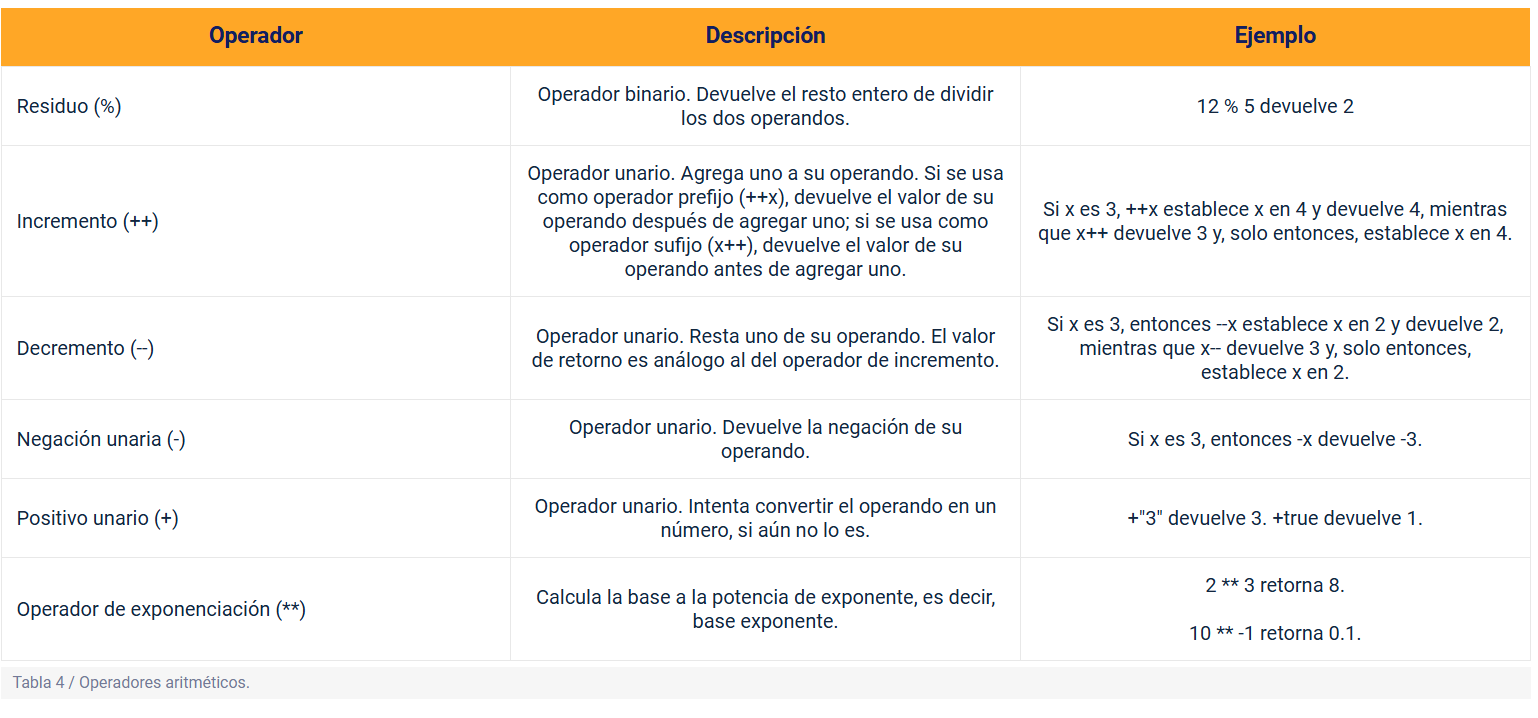 Operador
Descripción
Ejemplo
Residuo (%)
Operador binario. Devuelve el resto entero de dividir
los dos operandos.
12 % 5 devuelve 2
Incremento (++)
Operador unario. Agrega uno a su operando. Si se usa
como operador prefijo (++x), devuelve el valor de su
operando después de agregar uno; si se usa como
operador sufijo (x++), devuelve el valor de su
operando antes de agregar uno.
Si x es 3, ++x establece x en 4 y devuelve 4, mientras
que x++ devuelve 3 y, solo entonces, establece x en 4.
Decremento (--)
Operador unario. Resta uno de su operando. El valor
de retorno es análogo al del operador de incremento.
Si x es 3, entonces --x establece x en 2 y devuelve 2,
mientras que x-- devuelve 3 y, solo entonces,
establece x en 2.
Negación unaria (-)
Operador unario. Devuelve la negación de su
operando.
Si x es 3, entonces -x devuelve -3.
Positivo unario (+)
Operador unario. Intenta convertir el operando en un
número, si aún no lo es.
+"3" devuelve 3. +true devuelve 1.
Operador de exponenciación (**)
Calcula la base a la potencia de exponente, es decir,
base exponente.
2 ** 3 retorna 8.
10 ** -1 retorna 0.1.
Tabla 4 / Operadores aritméticos.